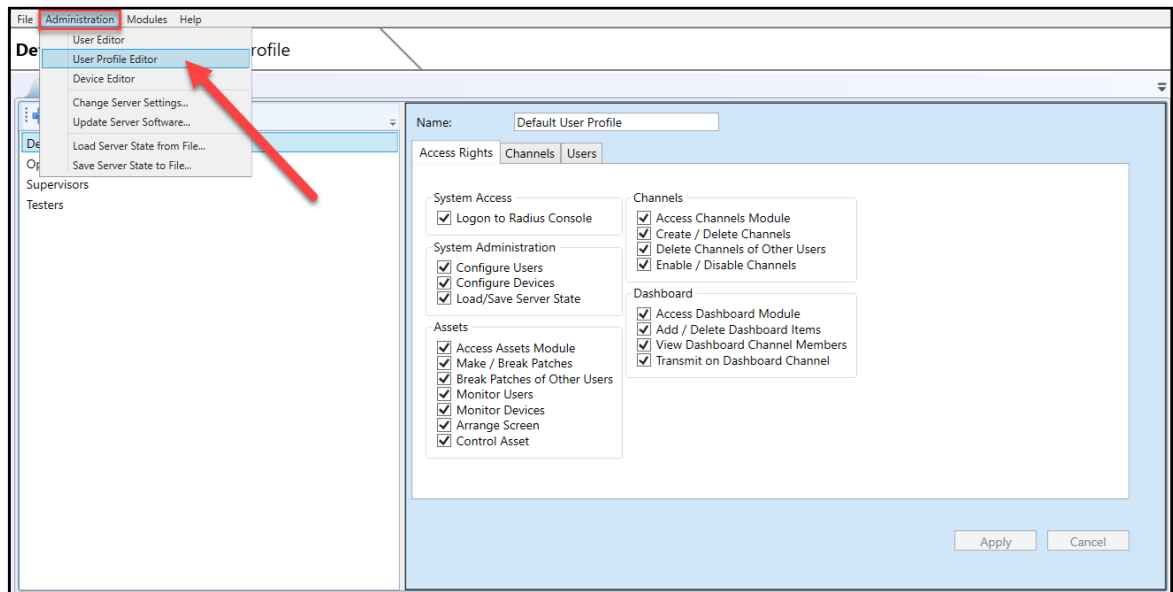 File Administration Modules Help
User Editor
User Profile Editor
Device Editor
Change Server Settings...
Update Server Software...
Load Server State from File...
Save Server State to File...
De
rofile
De
Op
Supervisors
Testers
Name: Default User Profile
Access Rights Channels Users
System Access
Logon to Radius Console
System Administration
Configure Users
Configure Devices
Load/Save Server State
Assets
Access Assets Module
Make / Break Patches
Break Patches of Other Users
Monitor Users
Monitor Devices
Arrange Screen
Control Asset
Channels
Access Channels Module
Create / Delete Channels
Delete Channels of Other Users
Enable / Disable Channels
Dashboard
Access Dashboard Module
Add / Delete Dashboard Items
View Dashboard Channel Members
Transmit on Dashboard Channel
Apply Cancel